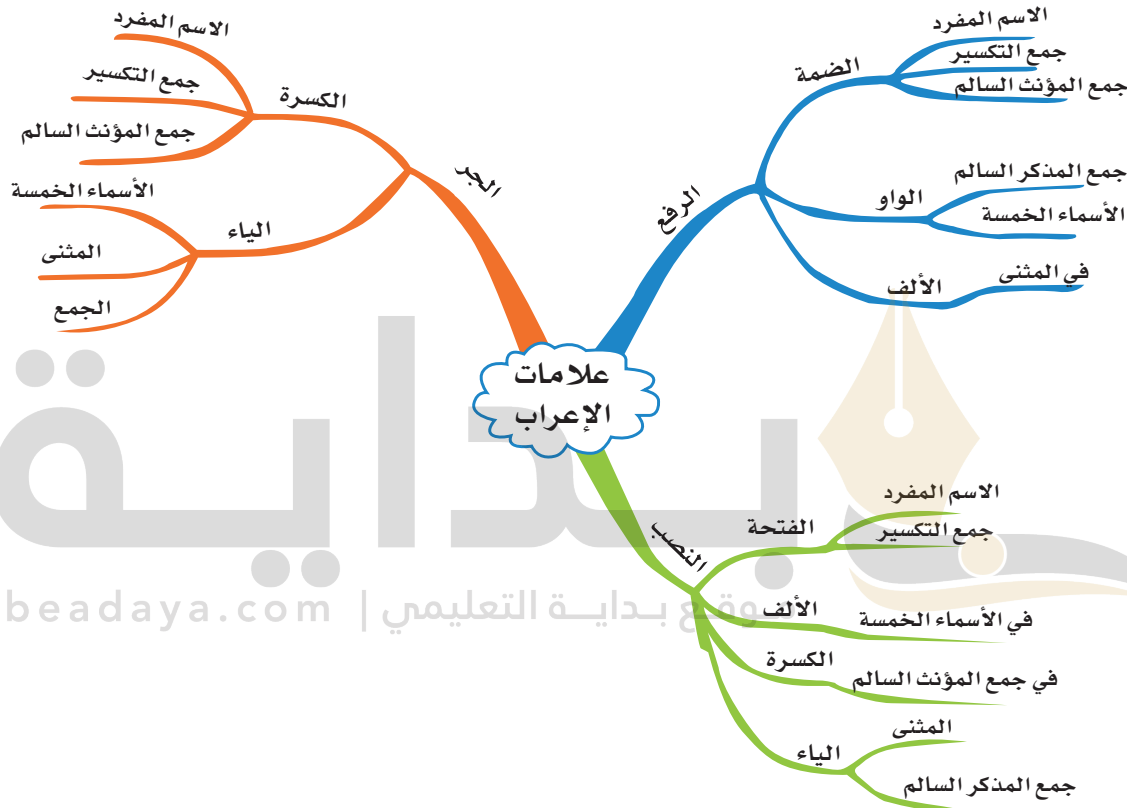 علامات
الإعراب
الرفع
الضمة
الاسم المفرد
جمع التكسير
جمع المؤنث السالم
الواو
جمع المذكر السالم
الأسماء الخمسة
الألف
في المثنى
النصب
الفتحة
الاسم المفرد
جمع التكسير
الألف
في الأسماء الخمسة
الكسرة
في جمع المؤنث السالم
الياء
المثنى
جمع المذكر السالم
الجر
الكسرة
الاسم المفرد
جمع التكسير
جمع المؤنث السالم
الياء
الأسماء الخمسة
المثنى
الجمع
بداية
موقع بداية التعليمي | beadaya.com